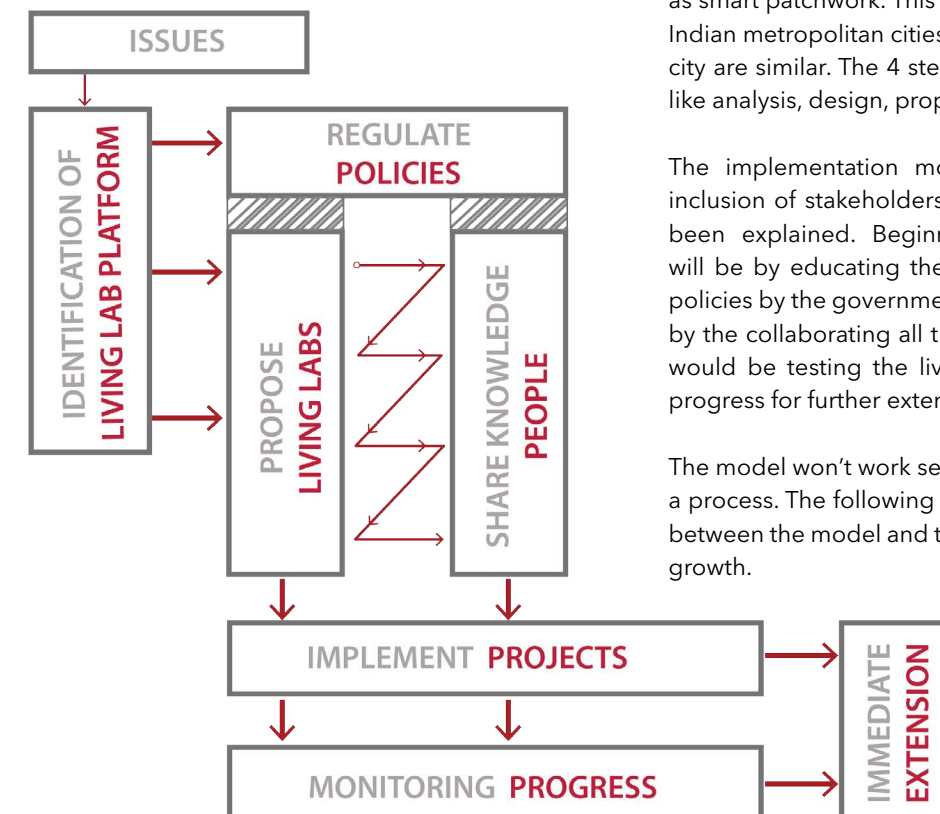 ISSUES
IDENTIFICATION OF
LIVING LAB PLATFORM
REGULATE
POLICIES
PROPOSE
LIVING LABS
SHARE KNOWLEDGE
PEOPLE
IMPLEMENT PROJECTS
MONITORING PROGRESS
IMMEDIATE
EXTENSION
as smart patchwork. This
Indian metropolitan cities
city are similar. The 4 ste
like analysis, design, prop
The implementation mo
inclusion of stakeholders
been explained. Beginn
will be by educating the
policies by the governme
by the collaborating all t
would be testing the liv
progress for further exter
The model won't work se
a process. The following
between the model and t
growth.